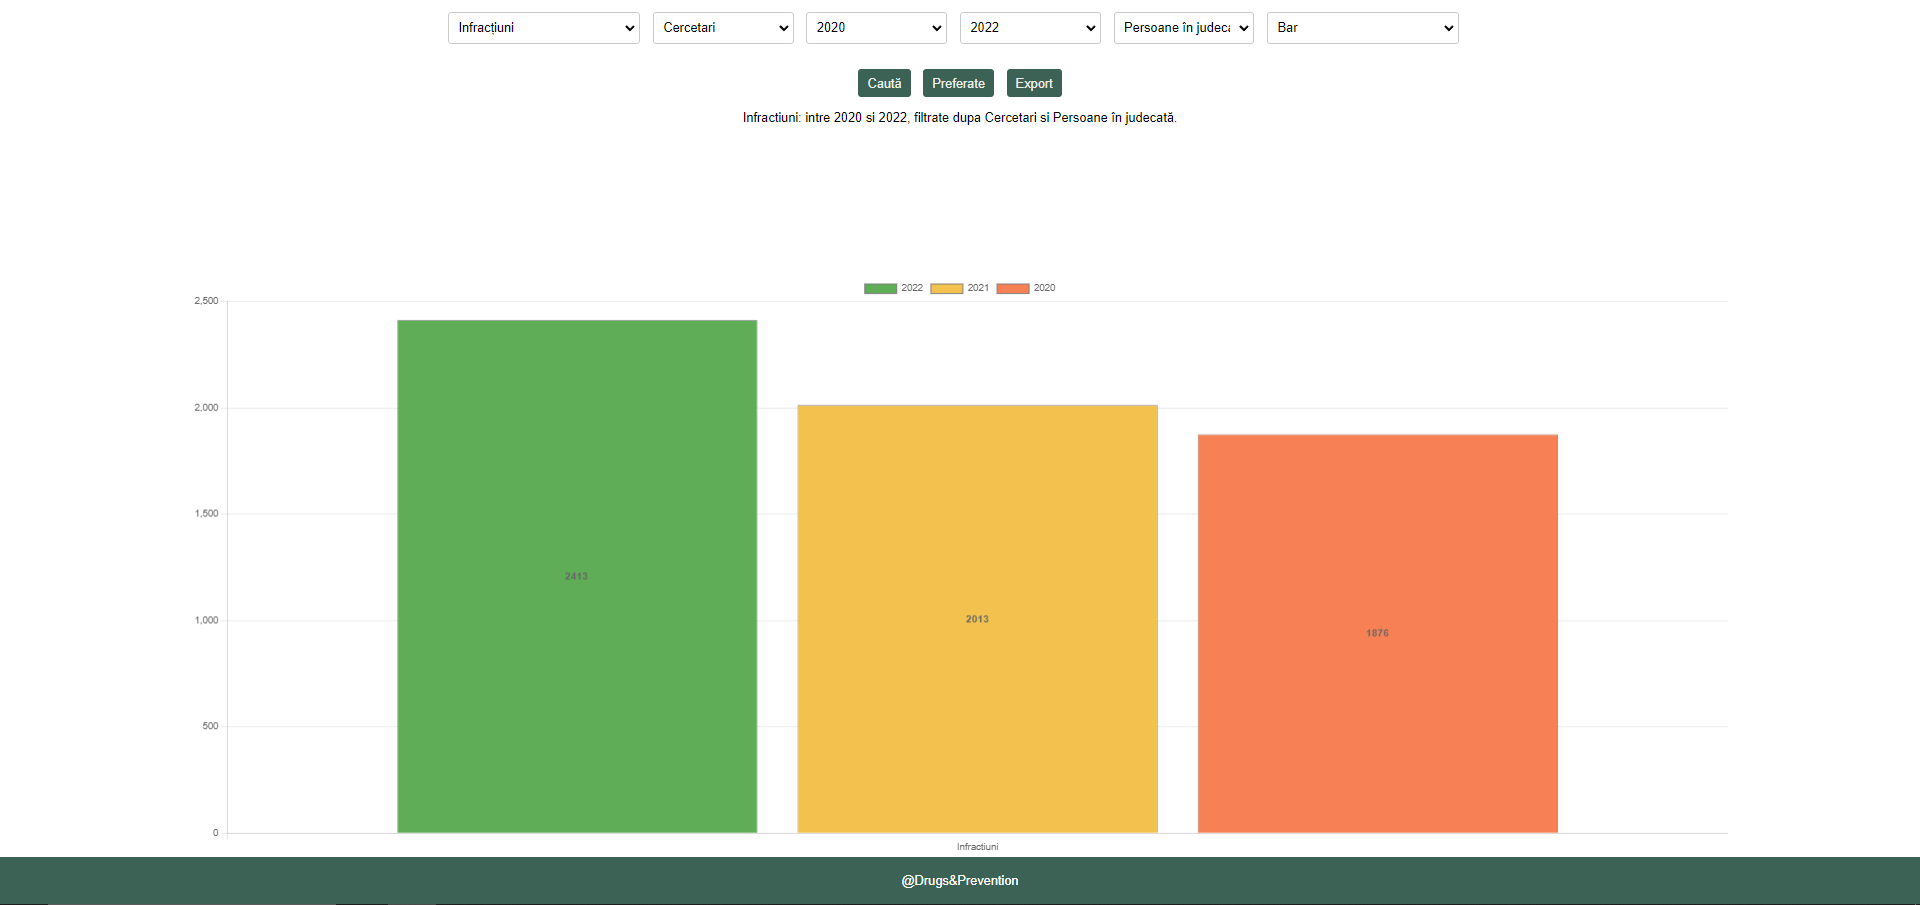 Infracțiuni Cercetari 2020 2022 Persoane în judeca Bar
Caută Preferate Export
Infractiuni: intre 2020 si 2022, filtrate dupa Cercetari si Persoane în judecată.
2022 2021 2020
2,500
2,000
1,500
1,000
500
0
2413
2013
1876
Infractiuni
@Drugs&Prevention